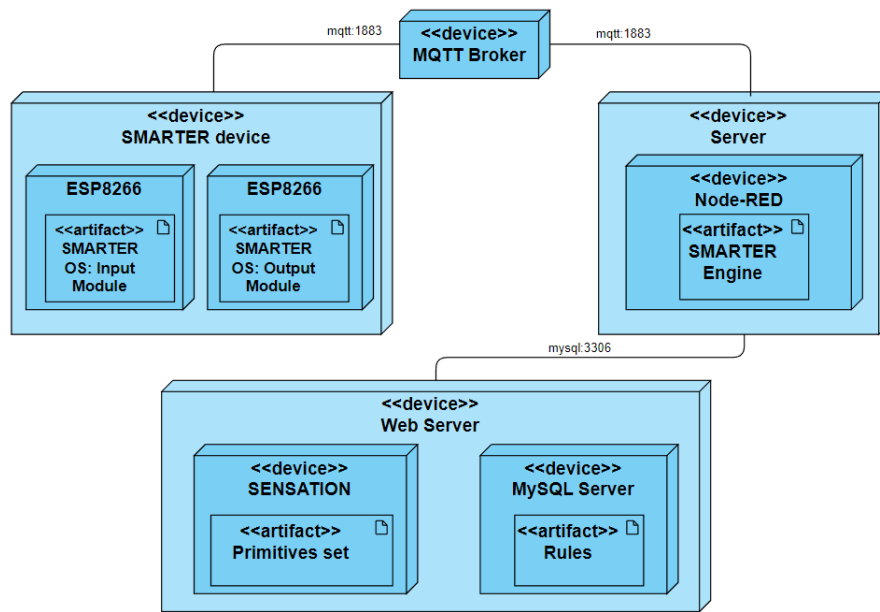 <<device>>
MQTT Broker
mqtt:1883
mqtt:1883
<<device>>
SMARTER device
ESP8266
<<artifact>>
SMARTER
OS: Input
Module
ESP8266
<<artifact>>
SMARTER
OS: Output
Module
<<device>>
Server
<<device>>
Node-RED
<<artifact>>
SMARTER
Engine
mysql:3306
<<device>>
Web Server
<<device>>
SENSATION
<<artifact>>
Primitives set
<<device>>
MySQL Server
<<artifact>>
Rules